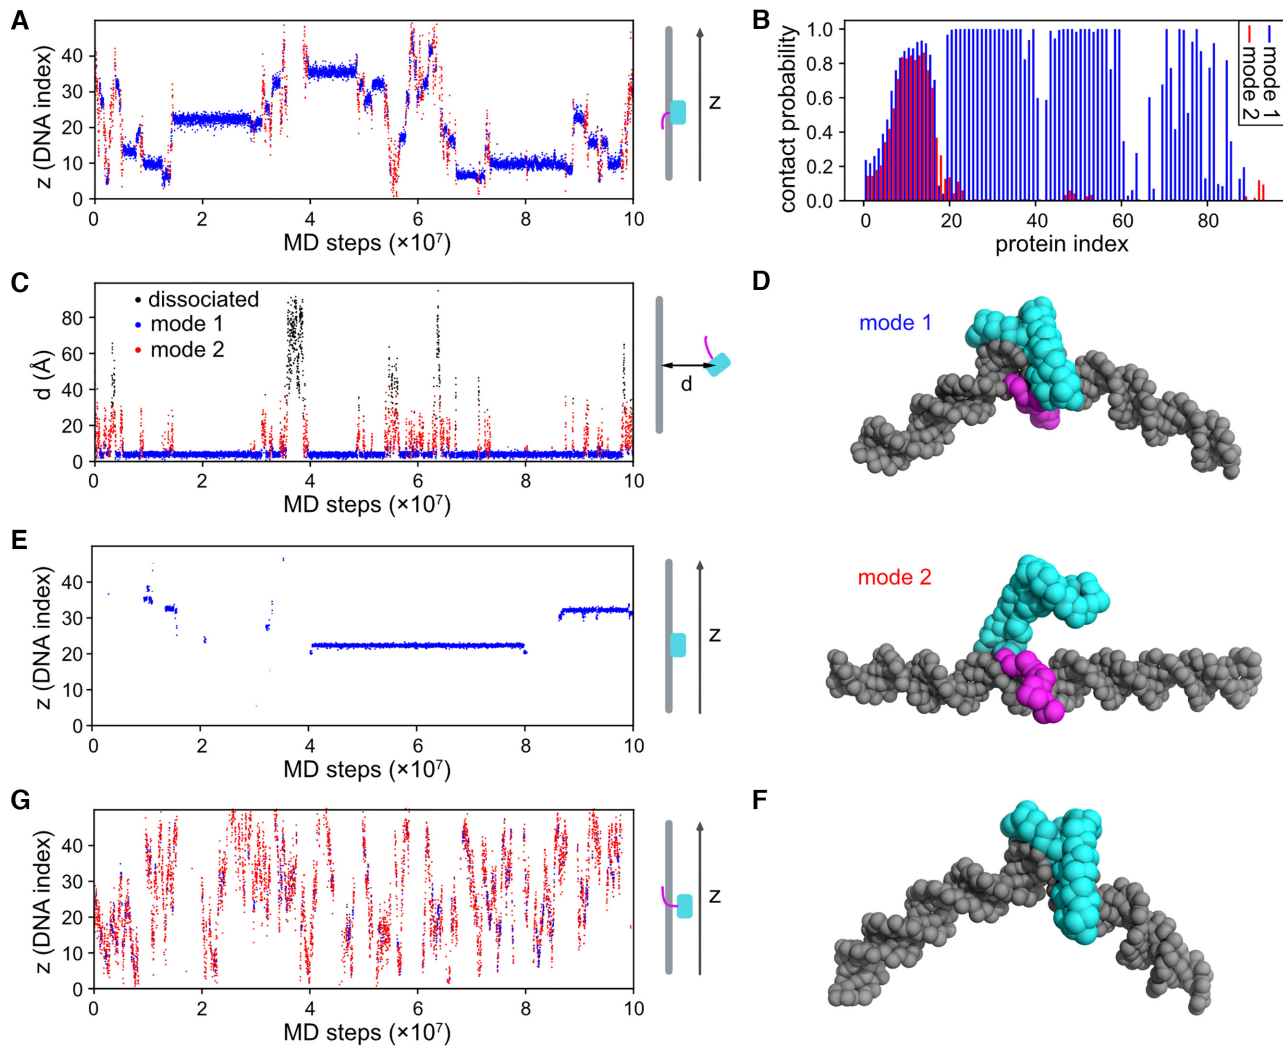 A
z (DNA index)
40
30
20
10
0
0 2 4 6 8 10
MD steps (×10⁷)
z
B
contact probability
1.0
0.8
0.6
0.4
0.2
0.0
0 20 40 60 80
protein index
mode 1
mode 2
C
d (Å)
80
60
40
20
0
dissociated
mode 1
mode 2
0 2 4 6 8 10
MD steps (×10⁷)
d
D
mode 1
mode 2
E
z (DNA index)
40
30
20
10
0
0 2 4 6 8 10
MD steps (×10⁷)
z
G
z (DNA index)
40
30
20
10
0
0 2 4 6 8 10
MD steps (×10⁷)
z
F